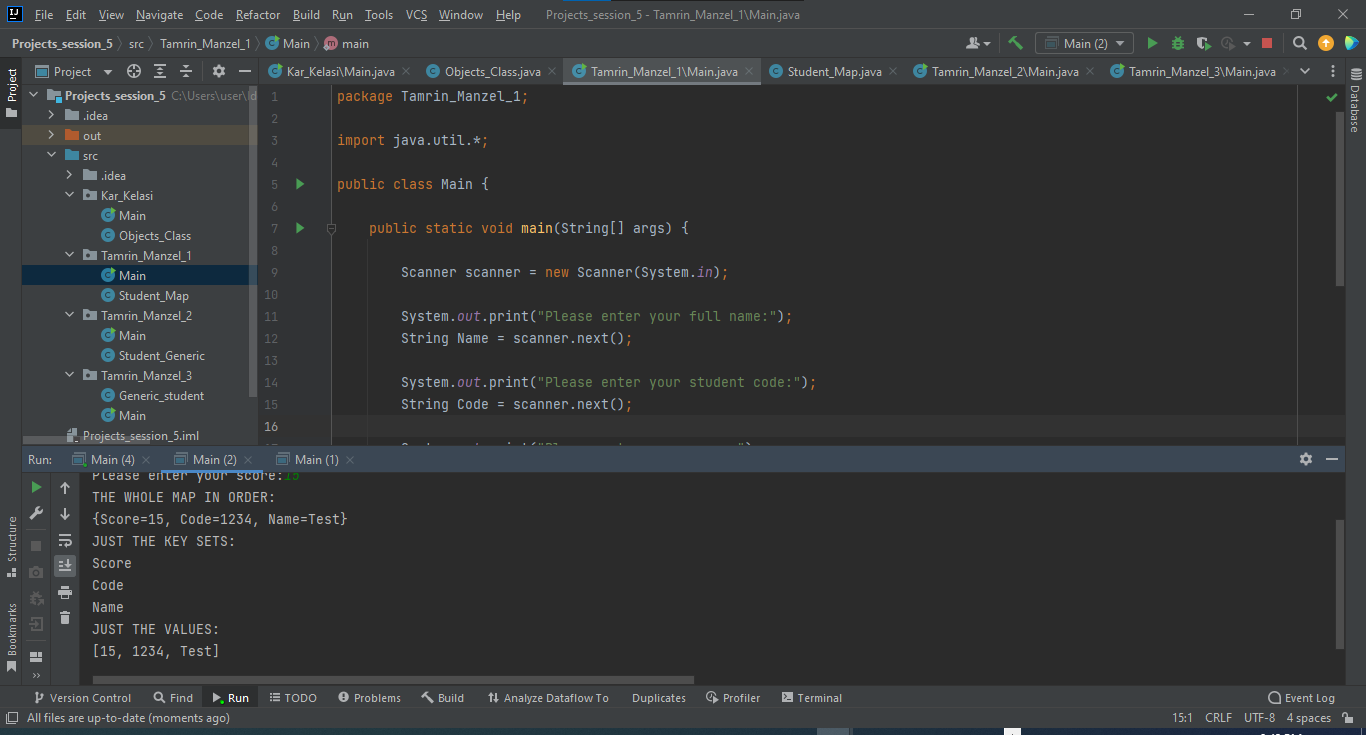 File Edit View Navigate Code Refactor Build Run Tools VCS Window Help Projects_session_5 - Tamrin_Manzel_1\Main.java
Projects_session_5 src Tamrin_Manzel_1 Main main Main (2)
Project
Project
Kar_Kelasi\Main.java Objects_Class.java Tamrin_Manzel_1\Main.java Student_Map.java Tamrin_Manzel_2\Main.java Tamrin_Manzel_3\Main.java
Database
Projects_session_5 C:\Users\user\Id
.idea
out
src
.idea
Kar_Kelasi
Main
Objects_Class
Tamrin_Manzel_1
Main
Student_Map
Tamrin_Manzel_2
Main
Student_Generic
Tamrin_Manzel_3
Generic_student
Main
Projects_session_5.iml
1 package Tamrin_Manzel_1;
2
3 import java.util.*;
4
5 public class Main {
6
7 public static void main(String[] args) {
8
9 Scanner scanner = new Scanner(System.in);
10
11 System.out.print("Please enter your full name:");
12 String Name = scanner.next();
13
14 System.out.print("Please enter your student code:");
15 String Code = scanner.next();
16
Run: Main (4) Main (2) Main (1)
Please enter your score:15
THE WHOLE MAP IN ORDER:
{Score=15, Code=1234, Name=Test}
JUST THE KEY SETS:
Score
Code
Name
JUST THE VALUES:
[15, 1234, Test]
Structure
Bookmarks
Version Control Find Run TODO Problems Build Analyze Dataflow To Duplicates Profiler Terminal Event Log
All files are up-to-date (moments ago) 15:1 CRLF UTF-8 4 spaces